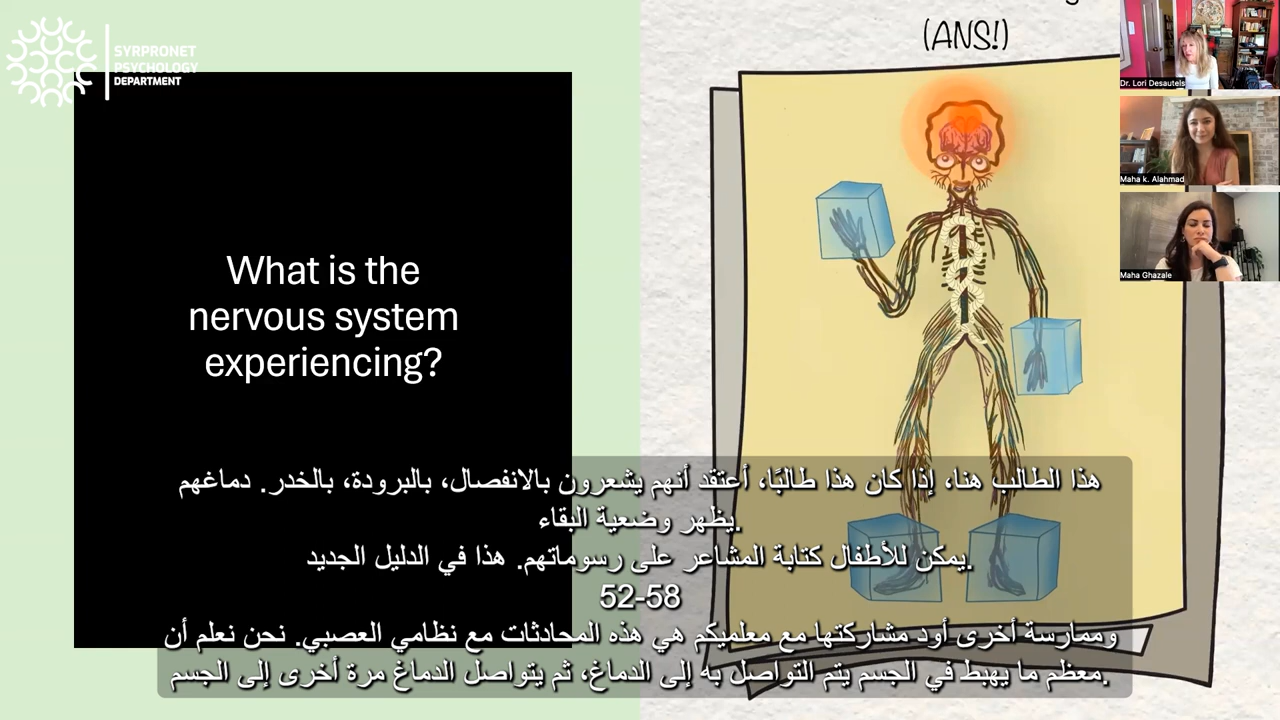 SYRPRONET
PSYCHOLOGY
DEPARTMENT
(ANS!)
Dr. Lori Desautels
Maha k. Alahmad
Maha Ghazale
What is the
nervous system
experiencing?
هذا الطالب هنا، إذا كان هذا طالبًا، أعتقد أنهم يشعرون بالانفصال، بالبرودة، بالخدر. دماغهم
يظهر وضعية البقاء.
يمكن للأطفال كتابة المشاعر على رسوماتهم. هذا في الدليل الجديد.
52-58
وممارسة أخرى أود مشاركتها مع معلميكم هي هذه المحادثات مع نظامي العصبي. نحن نعلم أن
معظم ما يهبط في الجسم يتم التواصل به إلى الدماغ، ثم يتواصل الدماغ مرة أخرى إلى الجسم.